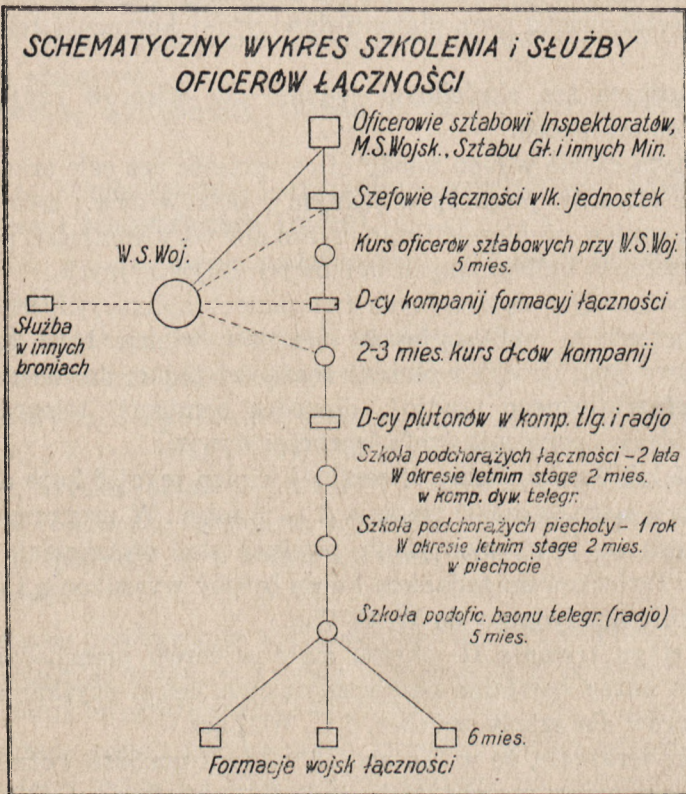 SCHEMATYCZNY WYKRES SZKOLENIA i SŁUŻBY
OFICERÓW ŁĄCZNOŚCI
Oficerowie sztabowi Inspektoratów,
M.S.Wojsk., Sztabu Gł. i innych Min.
Szefowie łączności wlk. jednostek
W.S.Woj.
Kurs oficerów sztabowych przy W.S.Woj.
5 mies.
Służba
w innych
broniach
D-cy kompanij formacyj łączności
2-3 mies. kurs d-ców kompanij
D-cy plutonów w komp. tlg. i radjo
Szkoła podchorążych łączności - 2 lata
W okresie letnim stage 2 mies.
w komp. dyw. telegr.
Szkoła podchorążych piechoty - 1 rok
W okresie letnim stage 2 mies.
w piechocie
Szkoła podofic. baonu telegr. (radjo)
5 mies.
6 mies.
Formacje wojsk łączności